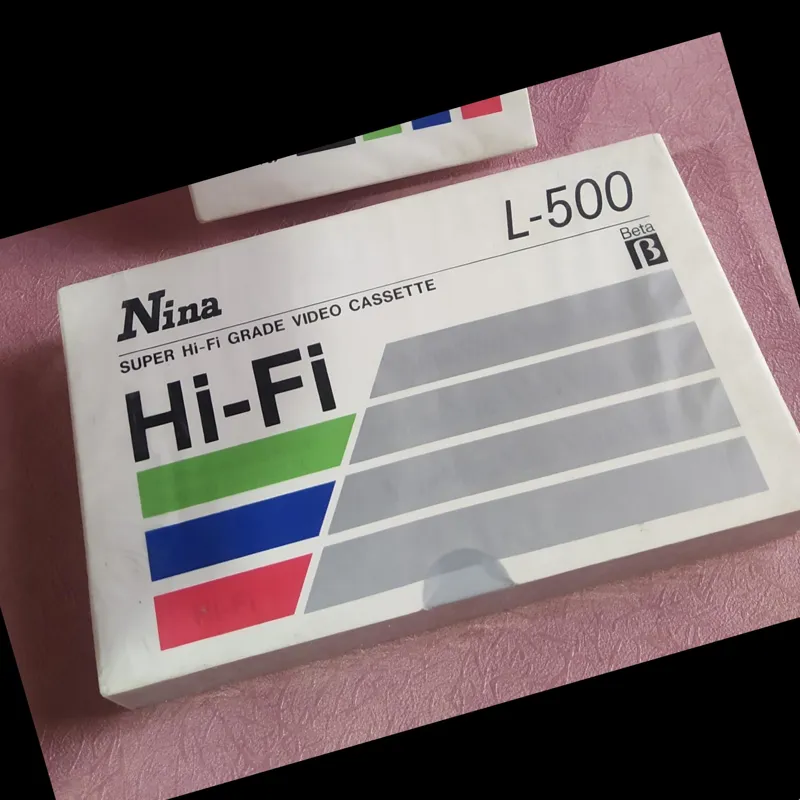 L-500
Beta
β
Nina
SUPER Hi-Fi GRADE VIDEO CASSETTE
Hi-Fi